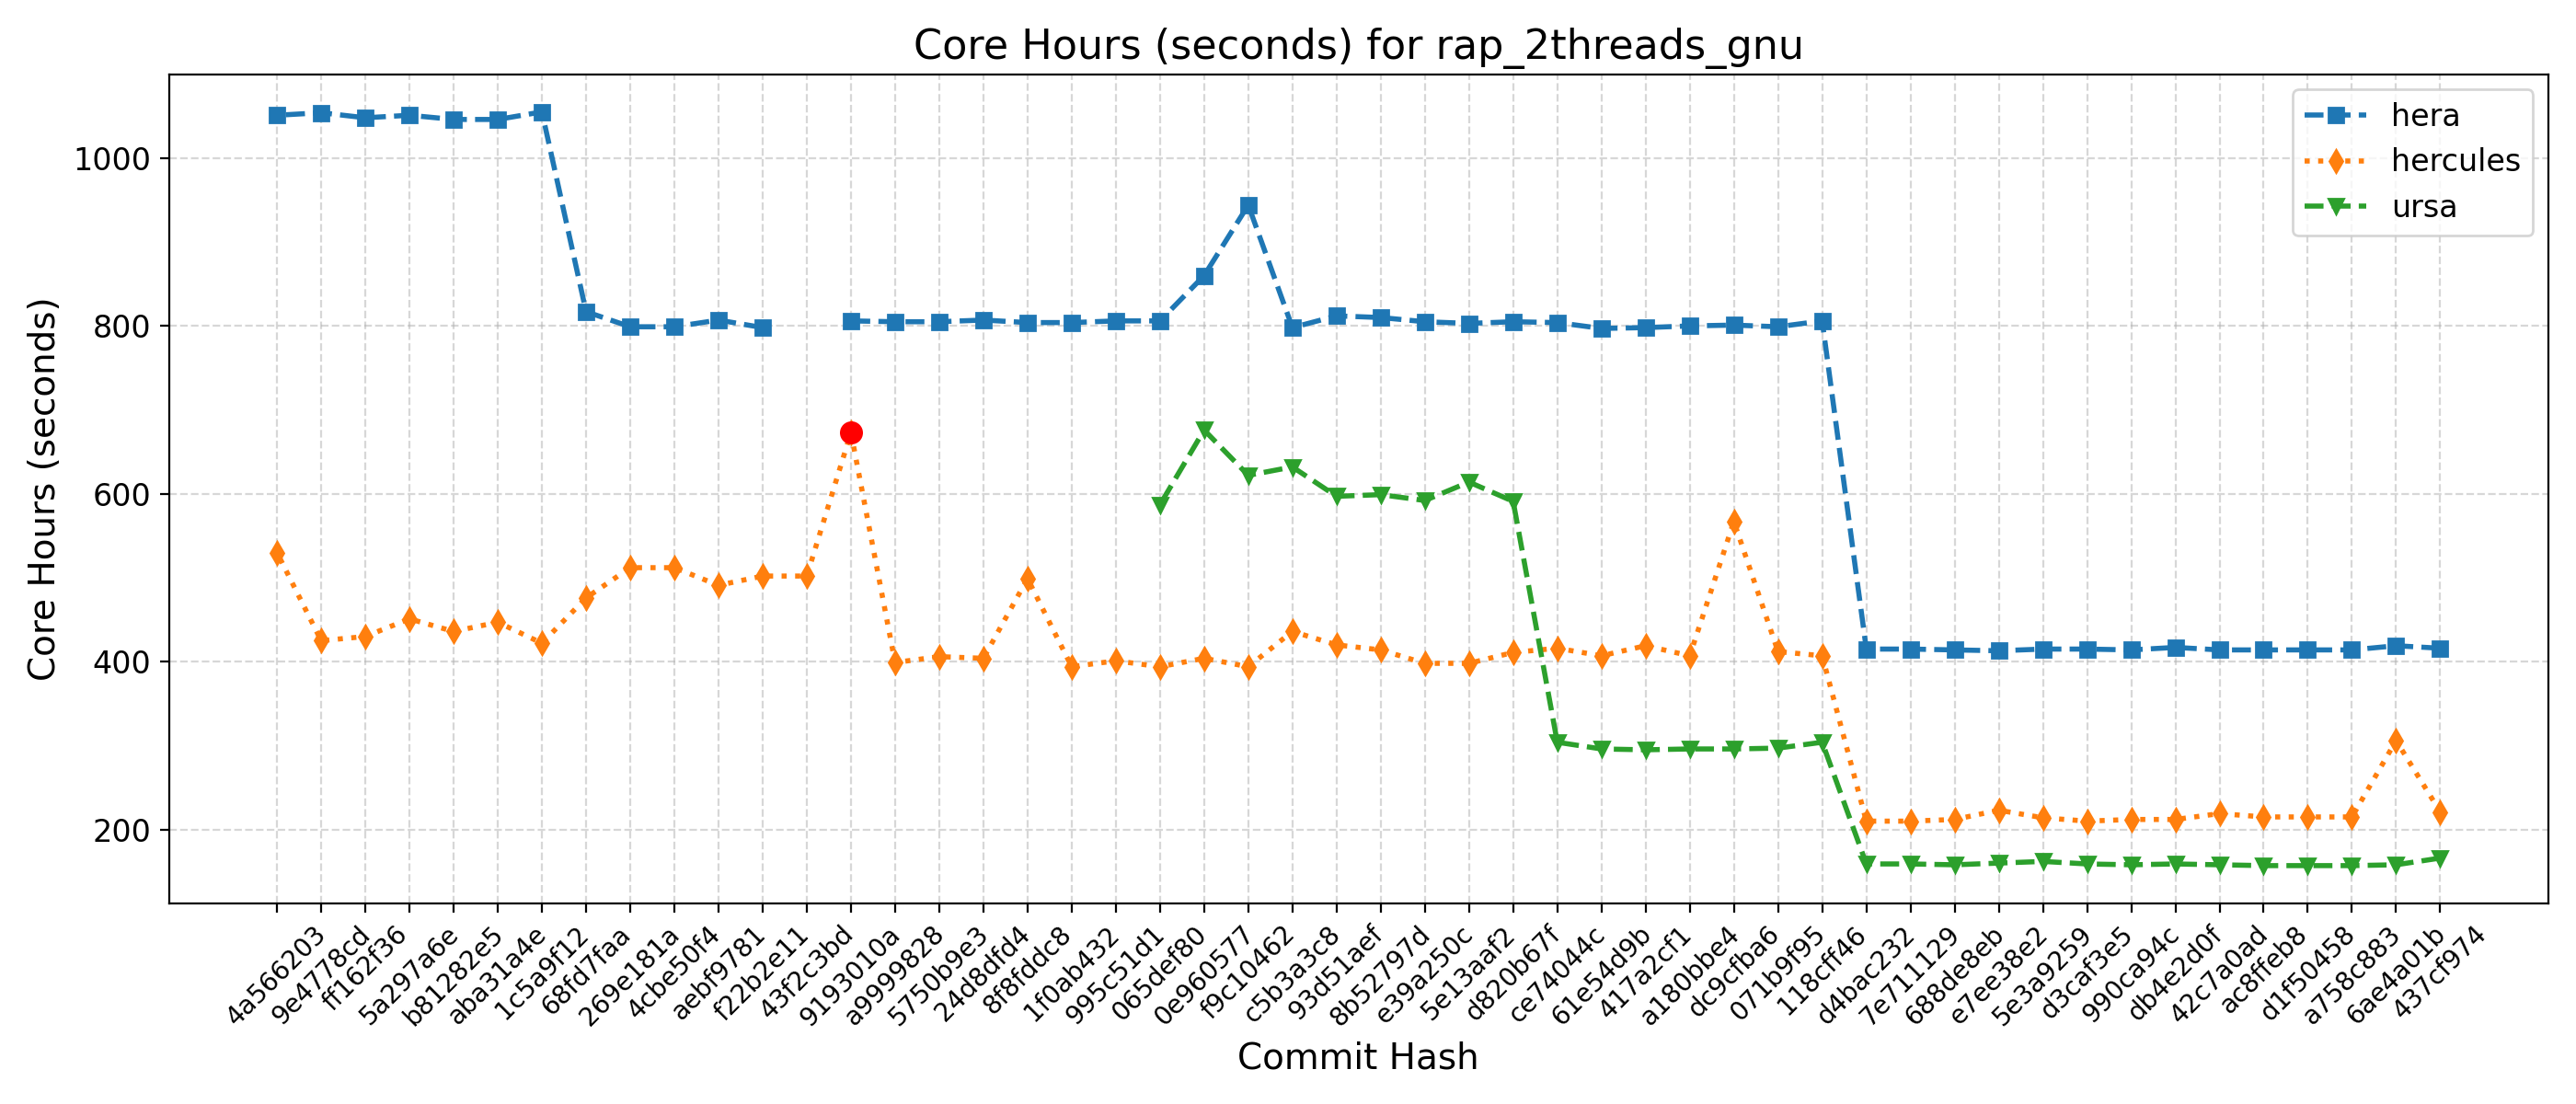 Core Hours (seconds) for rap_2threads_gnu
Core Hours (seconds)
1000
800
600
400
200
hera
hercules
ursa
4a566203
9e4778cd
ff162f36
5a297a6e
b81282e5
aba31a4e
1c5a9f12
68fd7faa
269e181a
4cbe50f4
aebf9781
f22b2e11
43f2c3bd
9193010a
a9999828
5750b9e3
24d8dfd4
8f8fddc8
1f0ab432
995c51d1
065def80
0e960577
f9c10462
c5b3a3c8
93d51aef
8b52797d
e39a250c
5e13aaf2
d820b67f
ce74044c
61e54d9b
417a2cf1
a180bbe4
dc9cfba6
071b9f95
118cff46
d4bac232
7e711129
688de8eb
e7ee38e2
5e3a9259
d3caf3e5
990ca94c
db4e2d0f
42c7a0ad
ac8ffeb8
d1f50458
a758c883
6ae4a01b
437cf974
Commit Hash